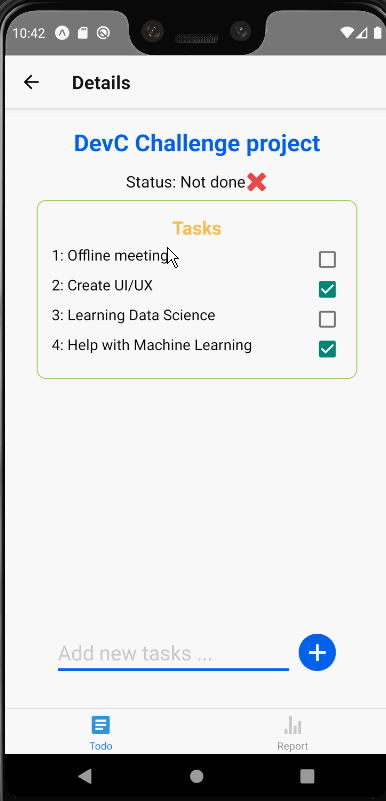 10:42
Details
DevC Challenge project
Status: Not done❌
Tasks
1: Offline meeting
2: Create UI/UX
3: Learning Data Science
4: Help with Machine Learning
Add new tasks ...
Todo
Report